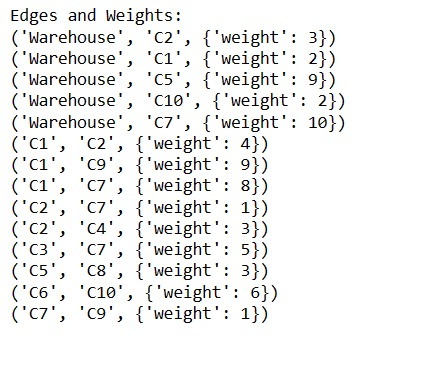 Edges and Weights:
('Warehouse', 'C2', {'weight': 3})
('Warehouse', 'C1', {'weight': 2})
('Warehouse', 'C5', {'weight': 9})
('Warehouse', 'C10', {'weight': 2})
('Warehouse', 'C7', {'weight': 10})
('C1', 'C2', {'weight': 4})
('C1', 'C9', {'weight': 9})
('C1', 'C7', {'weight': 8})
('C2', 'C7', {'weight': 1})
('C2', 'C4', {'weight': 3})
('C3', 'C7', {'weight': 5})
('C5', 'C8', {'weight': 3})
('C6', 'C10', {'weight': 6})
('C7', 'C9', {'weight': 1})